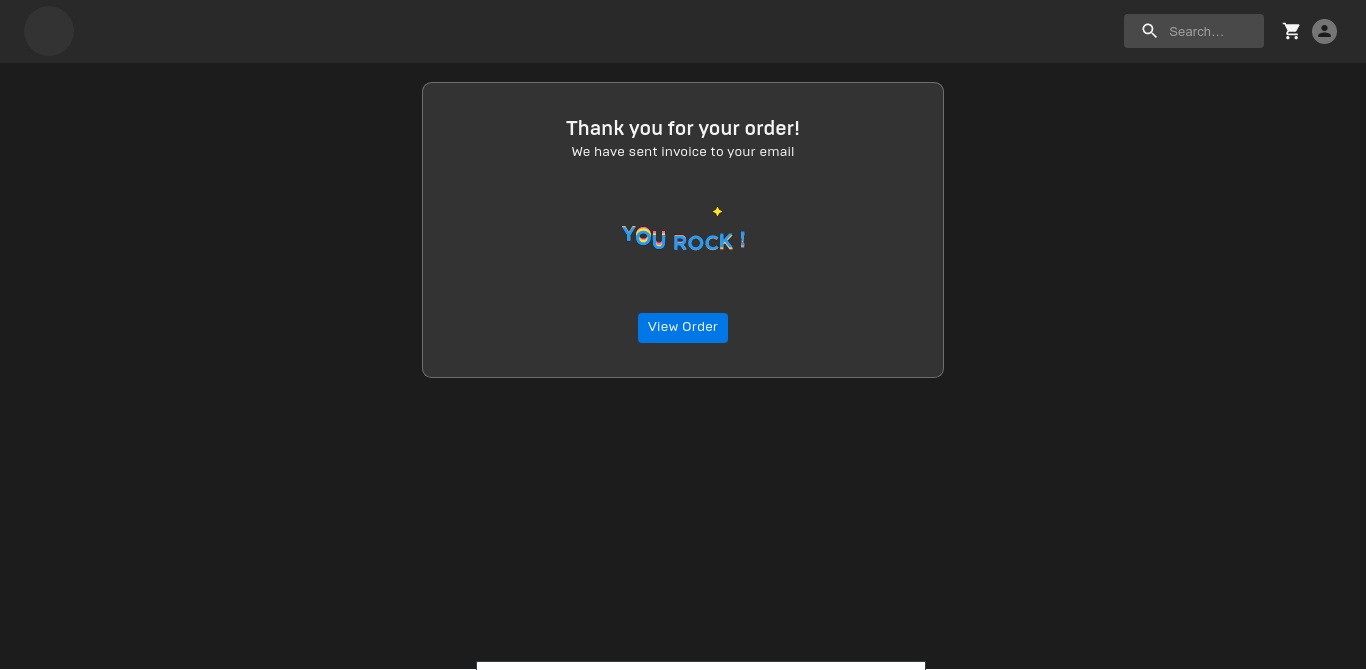 Search...
Thank you for your order!
We have sent invoice to your email
YOU ROCK !
View Order